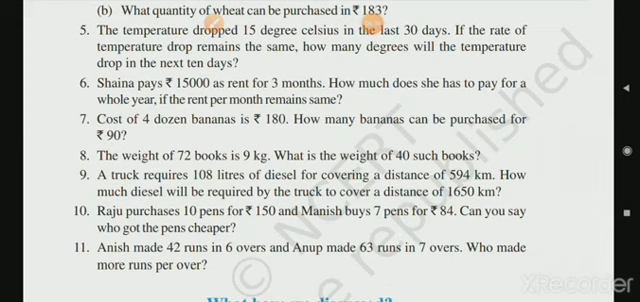 (b) What quantity of wheat can be purchased in ₹ 183?
5. The temperature dropped 15 degree celsius in the last 30 days. If the rate of
temperature drop remains the same, how many degrees will the temperature
drop in the next ten days?
6. Shaina pays ₹ 15000 as rent for 3 months. How much does she has to pay for a
whole year, if the rent per month remains same?
7. Cost of 4 dozen bananas is ₹ 180. How many bananas can be purchased for
₹ 90?
8. The weight of 72 books is 9 kg. What is the weight of 40 such books?
9. A truck requires 108 litres of diesel for covering a distance of 594 km. How
much diesel will be required by the truck to cover a distance of 1650 km?
10. Raju purchases 10 pens for ₹ 150 and Manish buys 7 pens for ₹ 84. Can you say
who got the pens cheaper?
11. Anish made 42 runs in 6 overs and Anup made 63 runs in 7 overs. Who made
more runs per over?
© NCERT
republished
XRecorder